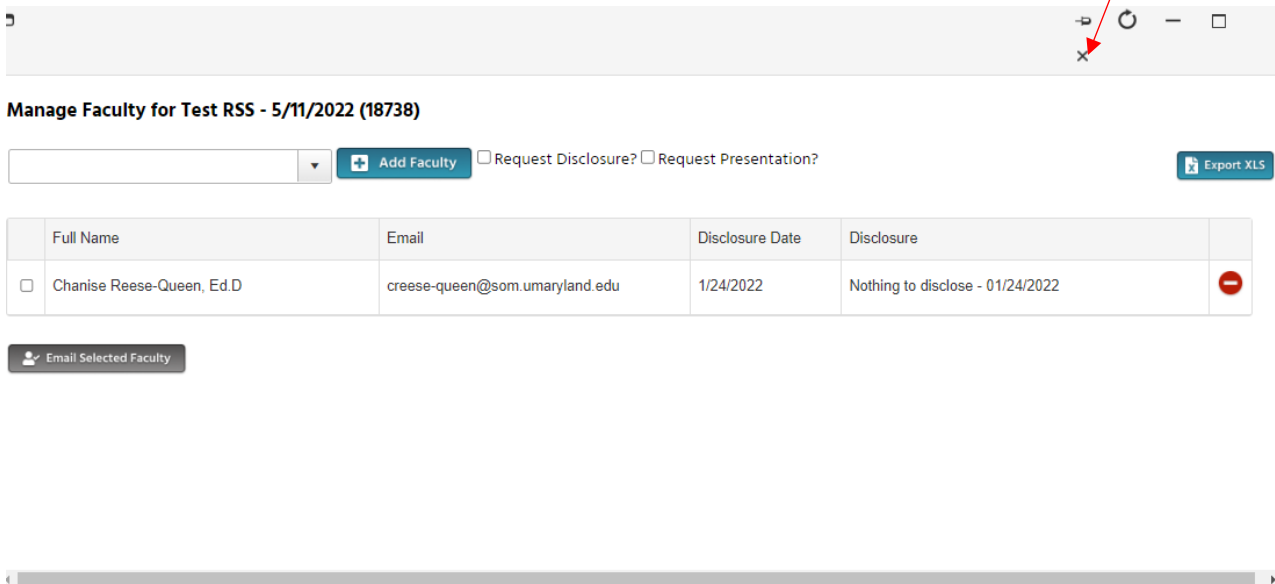 Manage Faculty for Test RSS - 5/11/2022 (18738)
Add Faculty Request Disclosure? Request Presentation? Export XLS
Full Name Email Disclosure Date Disclosure
Chanise Reese-Queen, Ed.D creese-queen@som.umaryland.edu 1/24/2022 Nothing to disclose - 01/24/2022
Email Selected Faculty